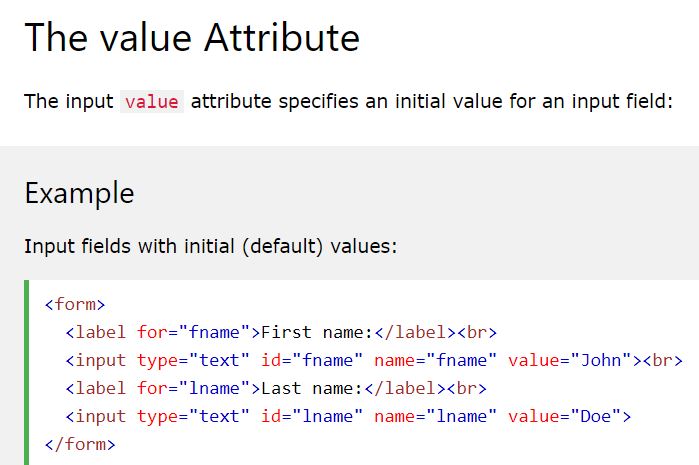 The value Attribute
The input value attribute specifies an initial value for an input field:
Example
Input fields with initial (default) values:
<form>
  <label for="fname">First name:</label><br>
  <input type="text" id="fname" name="fname" value="John"><br>
  <label for="lname">Last name:</label><br>
  <input type="text" id="lname" name="lname" value="Doe">
</form>